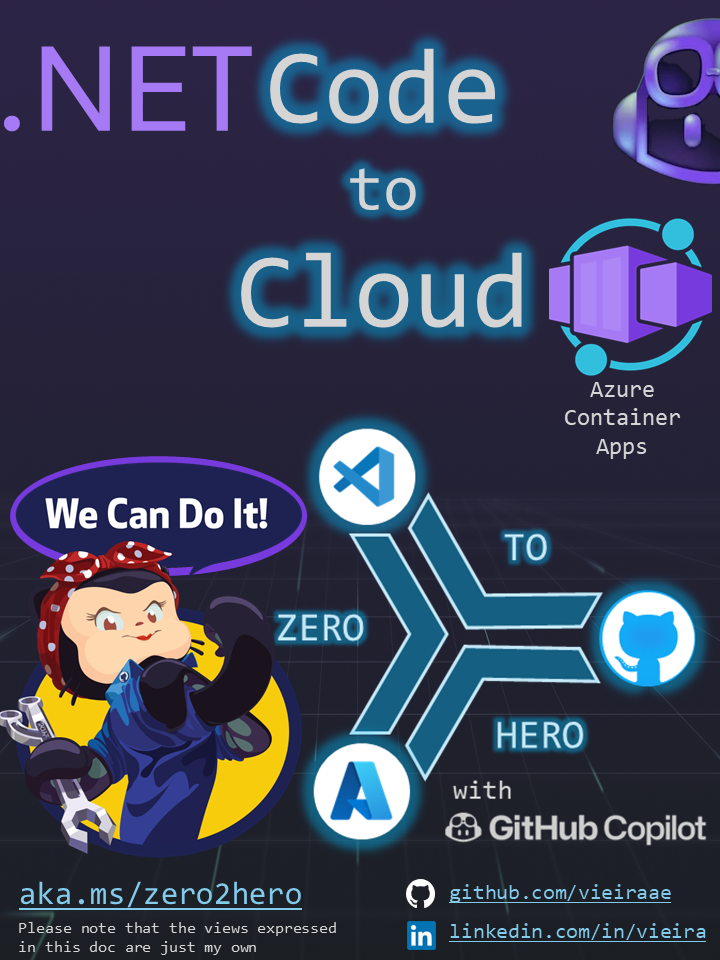 .NET Code
to
Cloud
Azure
Container
Apps
We Can Do It!
TO
ZERO
HERO
with
GitHub Copilot
aka.ms/zero2hero
Please note that the views expressed
in this doc are just my own
github.com/vieiraae
linkedin.com/in/vieira